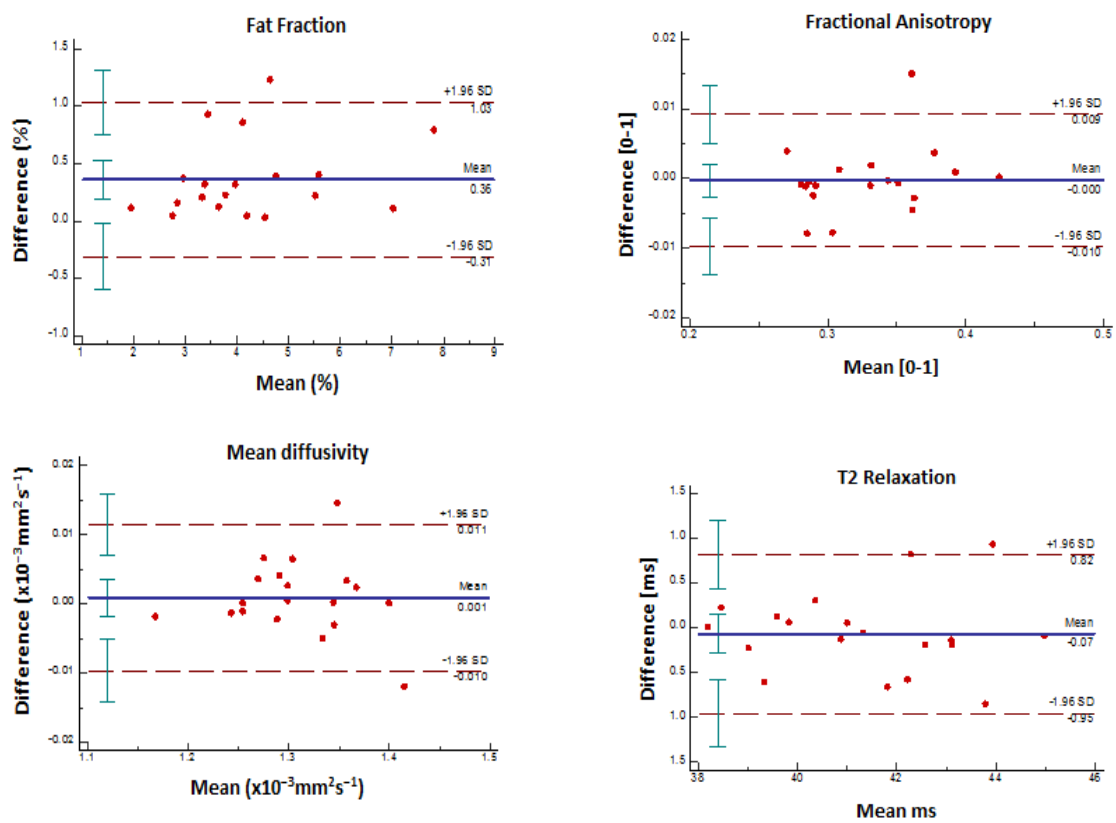 Fat Fraction
1.5
1.0
0.5
0.0
-0.5
-1.0
Difference (%)
+1.96 SD
1.03
Mean
0.36
-1.96 SD
-0.31
1 2 3 4 5 6 7 8 9
Mean (%)
Fractional Anisotropy
0.02
0.01
0.00
-0.01
-0.02
Difference [0-1]
+1.96 SD
0.009
Mean
-0.000
-1.96 SD
-0.010
0.2 0.3 0.4 0.5
Mean [0-1]
Mean diffusivity
0.02
0.01
0.00
-0.01
-0.02
Difference (x10⁻³mm²s⁻¹)
+1.96 SD
0.011
Mean
0.001
-1.96 SD
-0.010
1.1 1.2 1.3 1.4 1.5
Mean (x10⁻³mm²s⁻¹)
T2 Relaxation
1.5
1.0
0.5
0.0
0.5
1.0
1.5
Difference [ms]
+1.96 SD
0.82
Mean
-0.07
-1.96 SD
-0.95
38 40 42 44 46
Mean ms